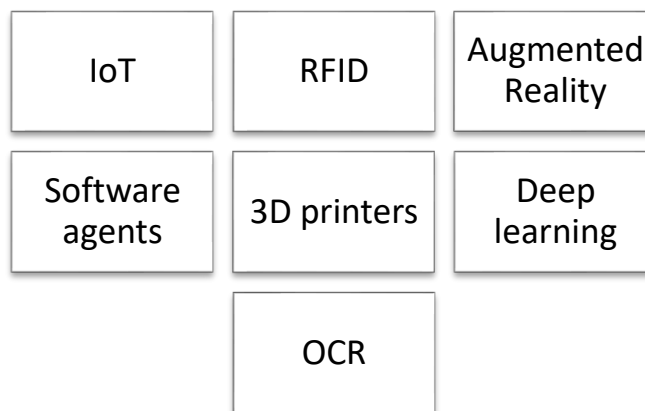 IoT
RFID
Augmented
Reality
Software
agents
3D printers
Deep
learning
OCR